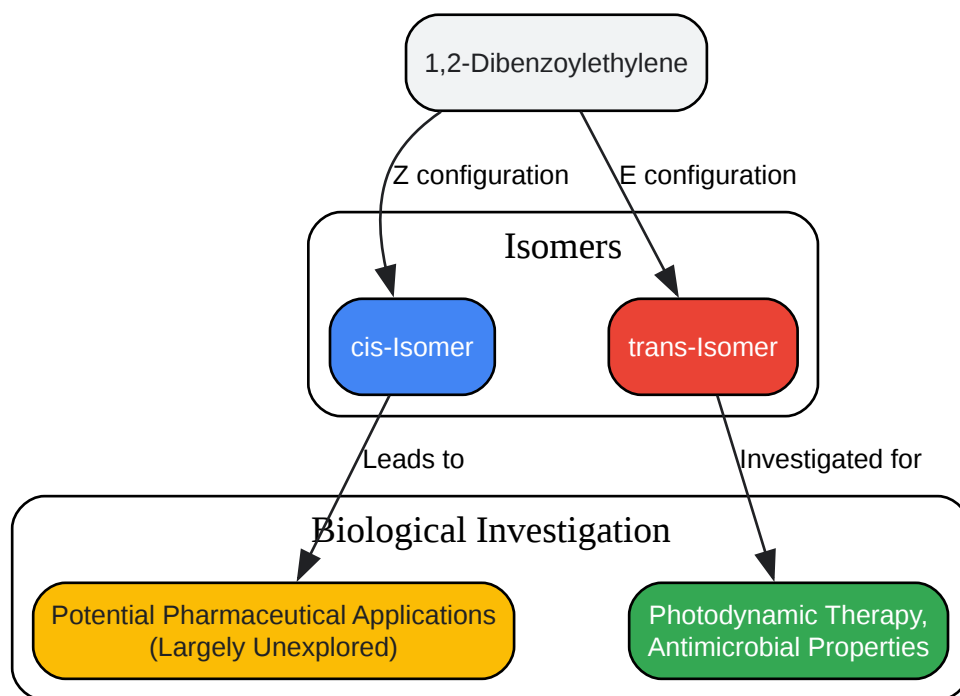 1,2-Dibenzoylethylene
Z configuration
E configuration
Isomers
cis-Isomer
trans-Isomer
Leads to
Investigated for
Biological Investigation
Potential Pharmaceutical Applications
(Largely Unexplored)
Photodynamic Therapy,
Antimicrobial Properties